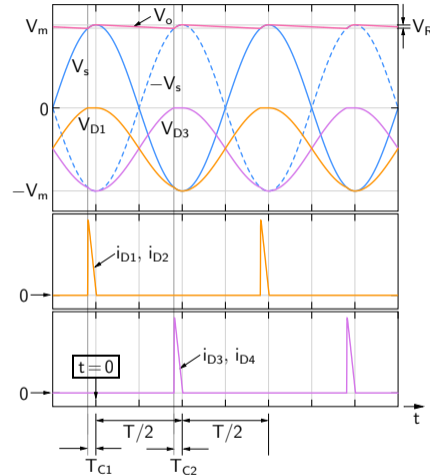 V_m
V_o
V_R
V_s
−V_s
0
V_D1
V_D3
−V_m
i_D1, i_D2
0
i_D3, i_D4
t = 0
0
t
T/2
T/2
T_C1
T_C2